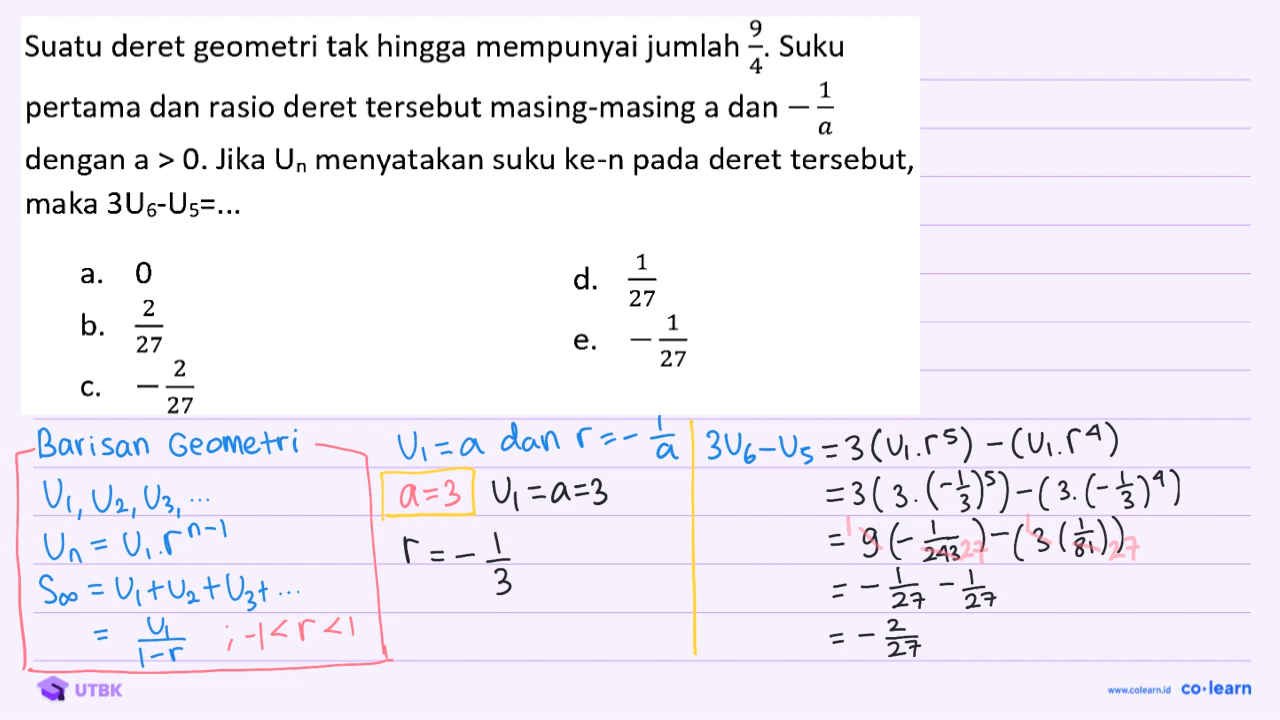 Suatu deret geometri tak hingga mempunyai jumlah 9/4. Suku
pertama dan rasio deret tersebut masing-masing a dan −1/a
dengan a > 0. Jika Uₙ menyatakan suku ke-n pada deret tersebut,
maka 3U₆-U₅=...
a. 0
b. 2/27
c. −2/27
d. 1/27
e. −1/27
Barisan Geometri
U₁, U₂, U₃, ...
Uₙ = U₁.rⁿ⁻¹
S∞ = U₁+U₂+U₃+ ...
= U₁/(1-r) ; -1 < r < 1
U₁ = a dan r = -1/a
a = 3 U₁ = a = 3
r = -1/3
3U₆-U₅ = 3(U₁.r⁵) - (U₁.r⁴)
= 3(3.(-1/3)⁵) - (3.(-1/3)⁴)
= 1 9(-1/243 27) - (1 3(1/81)) 27
= -1/27 - 1/27
= -2/27
UTBK
www.colearn.id co·learn